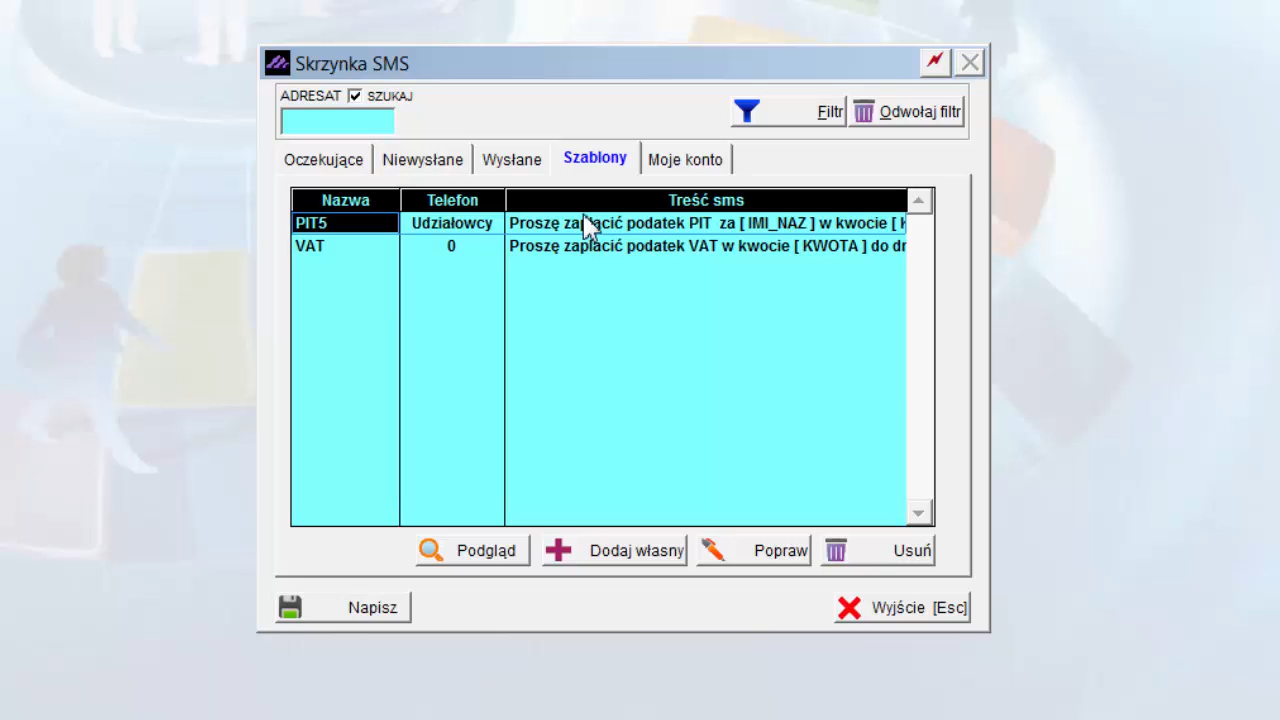 Skrzynka SMS
ADRESAT SZUKAJ
Filtr Odwołaj filtr
Oczekujące Niewysłane Wysłane Szablony Moje konto
Nazwa Telefon Treść sms
PIT5 Udziałowcy Proszę zapłacić podatek PIT za [ IMI_NAZ ] w kwocie [
VAT 0 Proszę zapłacić podatek VAT w kwocie [ KWOTA ] do
Podgląd Dodaj własny Popraw Usuń
Napisz Wyjście [Esc]